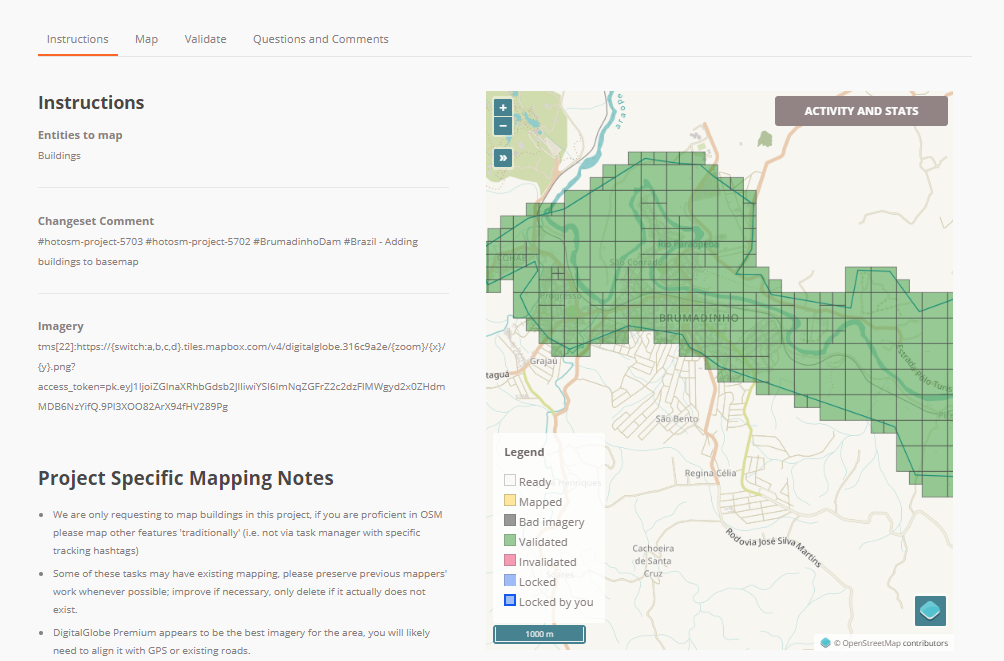 Instructions
Map
Validate
Questions and Comments
Instructions
Entities to map
Buildings
Changeset Comment
#hotosm-project-5703 #hotosm-project-5702 #BrumadinhoDam #Brazil - Adding
buildings to basemap
Imagery
tms[22]:https://{switch:a,b,c,d}.tiles.mapbox.com/v4/digitalglobe.316c9a2e/{zoom}/{x}/
{y}.png?
Project Specific Mapping Notes
We are only requesting to map buildings in this project, if you are proficient in OSM
please map other features 'traditionally' (i.e. not via task manager with specific
tracking hashtags)
Some of these tasks may have existing mapping, please preserve previous mappers'
work whenever possible; improve if necessary, only delete if it actually does not
exist.
DigitalGlobe Premium appears to be the best imagery for the area, you will likely
need to align it with GPS or existing roads.
+
−
»
ACTIVITY AND STATS
Rio Paraopeba
São Conrado
COHAB
Progresso
BRUMADINHO
Grajaú
São Bento
Regina Célia
Cachoeira
de Santa
Cruz
Rodovia José Silva Martins
Legend
Ready
Mapped
Bad imagery
Validated
Invalidated
Locked
Locked by you
1000 m
© OpenStreetMap contributors